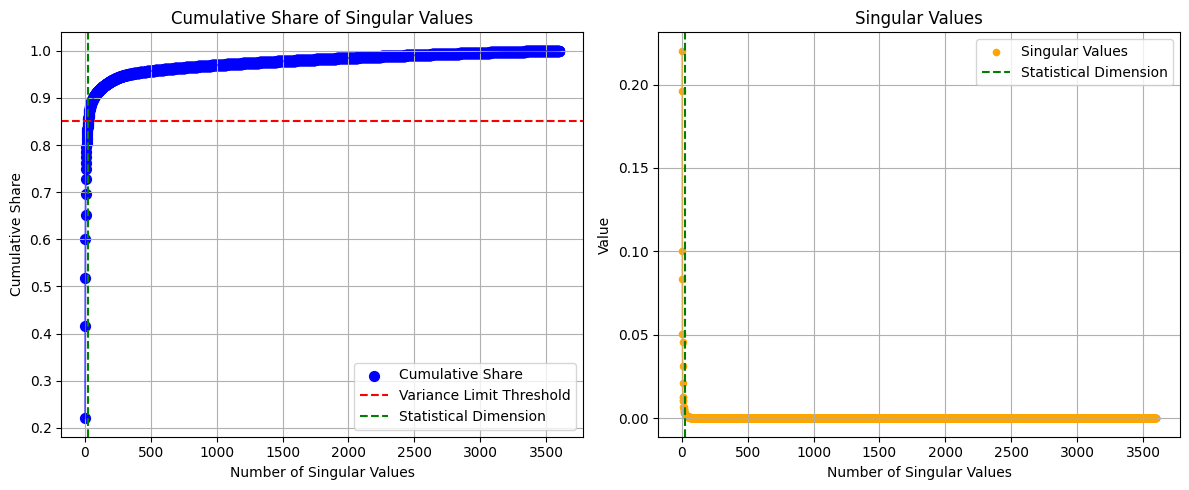 Cumulative Share of Singular Values
Cumulative Share
1.0
0.9
0.8
0.7
0.6
0.5
0.4
0.3
0.2
Cumulative Share
Variance Limit Threshold
Statistical Dimension
0 500 1000 1500 2000 2500 3000 3500
Number of Singular Values
Singular Values
Value
0.20
0.15
0.10
0.05
0.00
Singular Values
Statistical Dimension
0 500 1000 1500 2000 2500 3000 3500
Number of Singular Values